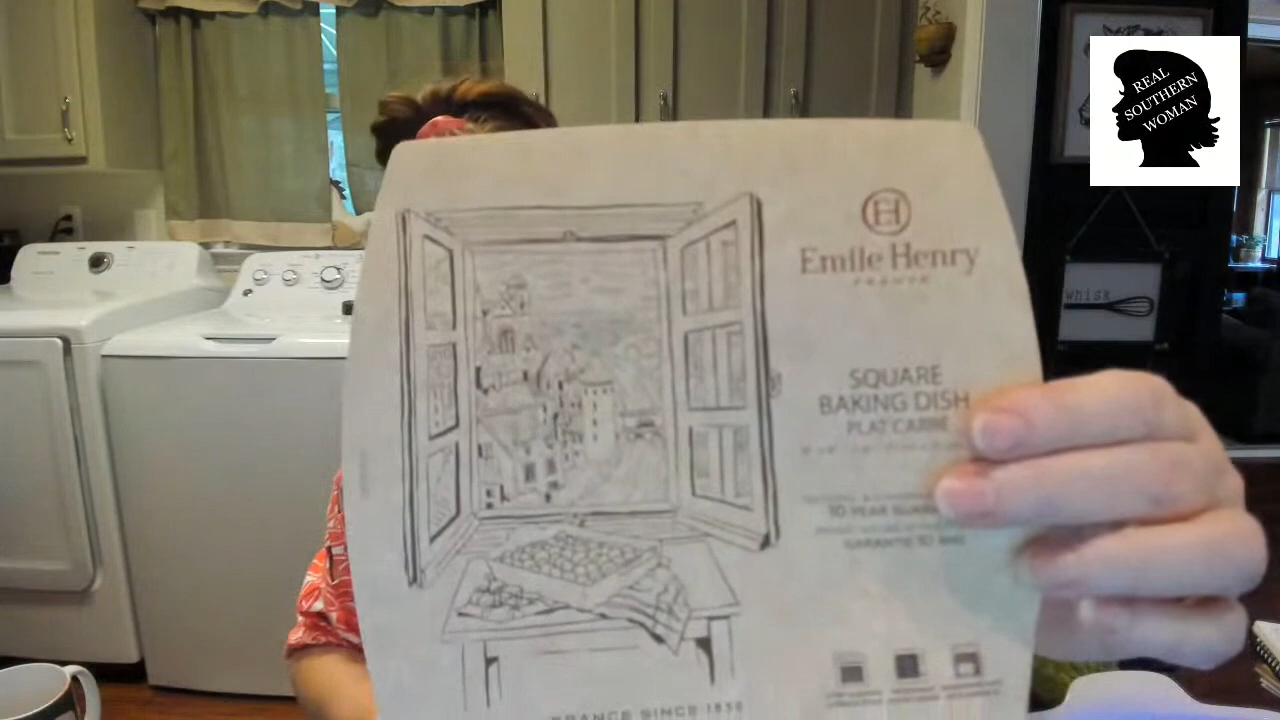 REAL
SOUTHERN
WOMAN
EH
Emile Henry
FRANCE
SQUARE
BAKING DISH
PLAT CARRÉ
10 YEAR
GARANTIE 10 ANS
FRANCE SINCE 1850
whisk